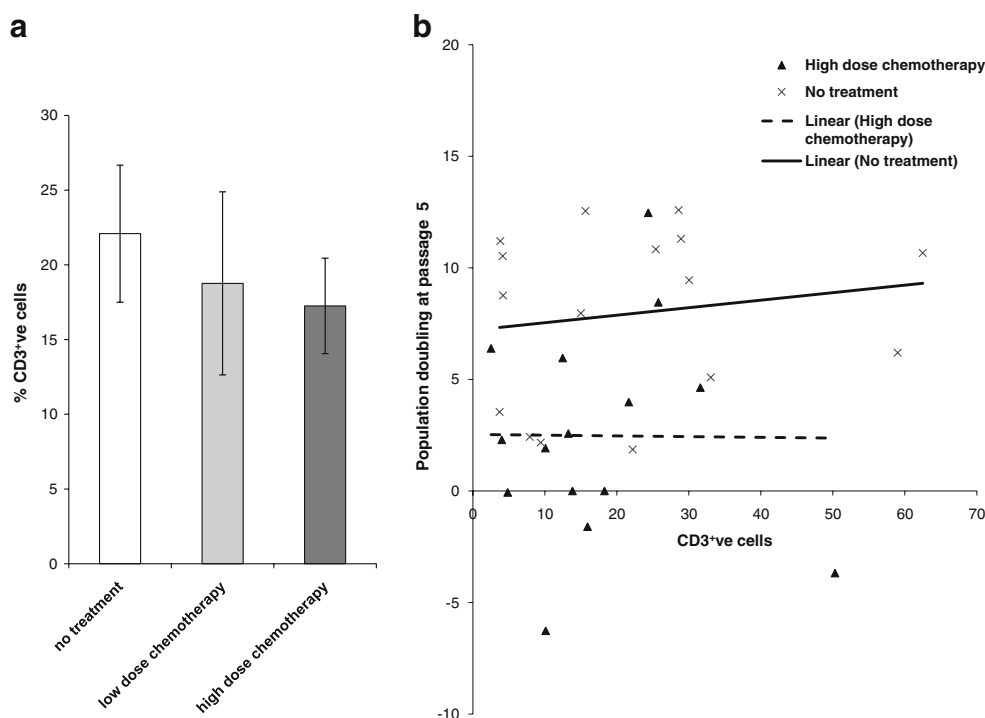 a
30
25
20
15
10
5
0
% CD3+ve cells
no treatment
low dose chemotherapy
high dose chemotherapy
b
20
15
10
5
0
-5
-10
Population doubling at passage 5
0 10 20 30 40 50 60 70
CD3+ve cells
High dose chemotherapy
No treatment
Linear (High dose
chemotherapy)
Linear (No treatment)